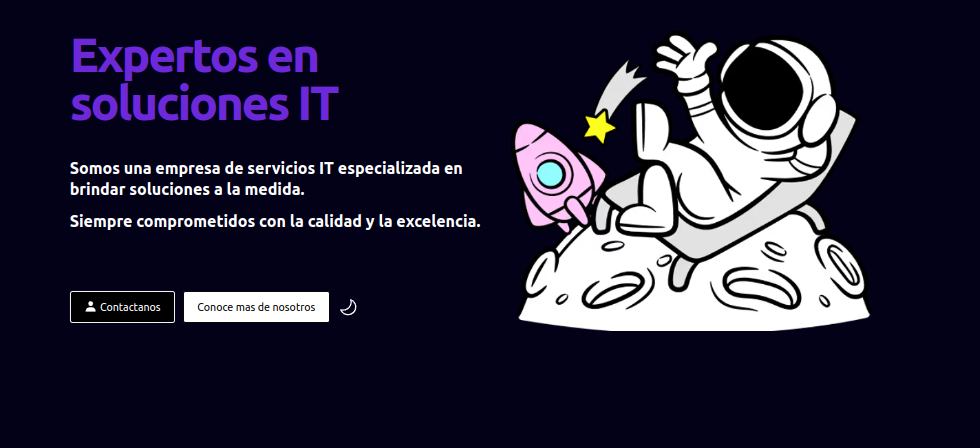 Expertos en
soluciones IT
Somos una empresa de servicios IT especializada en
brindar soluciones a la medida.
Siempre comprometidos con la calidad y la excelencia.
Contactanos
Conoce mas de nosotros